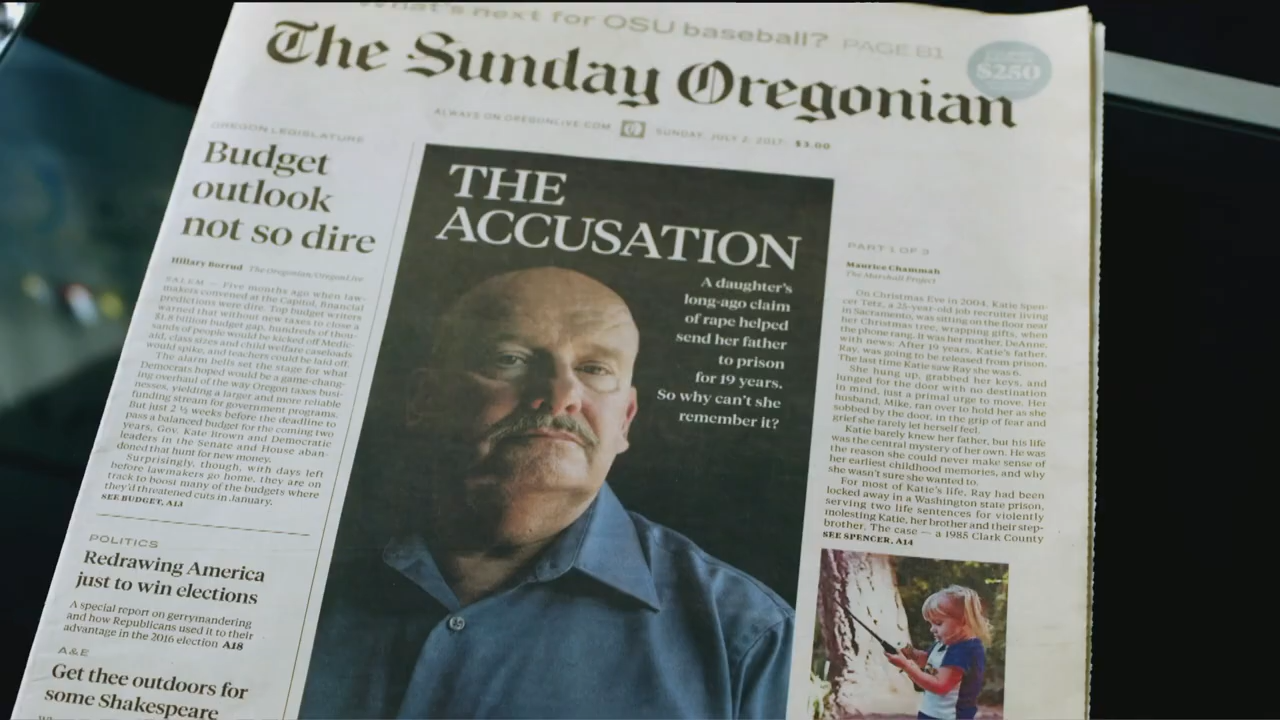 What's next for OSU baseball? PAGE B1
The Sunday Oregonian
$250
ALWAYS ON OREGONLIVE.COM SUNDAY, JULY 2, 2017 $3.00
OREGON LEGISLATURE
Budget
outlook
not so dire
Hillary Borrud The Oregonian/OregonLive
SALEM — Five months ago when law-
makers convened at the Capitol, financial
predictions were dire. Top budget writers
warned that without new taxes to close a
$1.8 billion budget gap, hundreds of thou-
sands of people would be kicked off Medic-
aid, class sizes and child welfare caseloads
would spike, and teachers could be laid off.
The alarm bells set the stage for what
Democrats hoped would be a game-chang-
ing overhaul of the way Oregon taxes busi-
nesses, yielding a larger and more reliable
funding stream for government programs.
But just 2 ½ weeks before the deadline to
pass a balanced budget for the coming two
years, Gov. Kate Brown and Democratic
leaders in the Senate and House aban-
doned that hunt for new money.
Surprisingly, though, with days left
before lawmakers go home, they are on
track to boost many of the budgets where
they'd threatened cuts in January.
SEE BUDGET, A13
POLITICS
Redrawing America
just to win elections
A special report on gerrymandering
and how Republicans used it to their
advantage in the 2016 election A18
A&E
Get thee outdoors for
some Shakespeare
THE
ACCUSATION
A daughter's
long-ago claim
of rape helped
send her father
to prison
for 19 years.
So why can't she
remember it?
PART 1 OF 3
Maurice Chammah
The Marshall Project
On Christmas Eve in 2004, Katie Spen-
cer Tetz, a 25-year-old job recruiter living
in Sacramento, was sitting on the floor near
her Christmas tree, wrapping gifts, when
the phone rang. It was her mother, DeAnne,
with news: After 19 years, Katie's father,
Ray, was going to be released from prison.
The last time Katie saw Ray she was 6.
She hung up, grabbed her keys, and
lunged for the door, with no destination
in mind, just a primal urge to move. Her
husband, Mike, ran over to hold her as she
sobbed by the door, in the grip of fear and
grief she rarely let herself feel.
Katie barely knew her father, but his life
was the central mystery of her own. He was
the reason she could never make sense of
her earliest childhood memories, and why
she wasn't sure she wanted to.
For most of Katie's life, Ray had been
locked away in a Washington state prison,
serving two life sentences for violently
molesting Katie, her brother and their step-
brother. The case — a 1985 Clark County
SEE SPENCER, A14